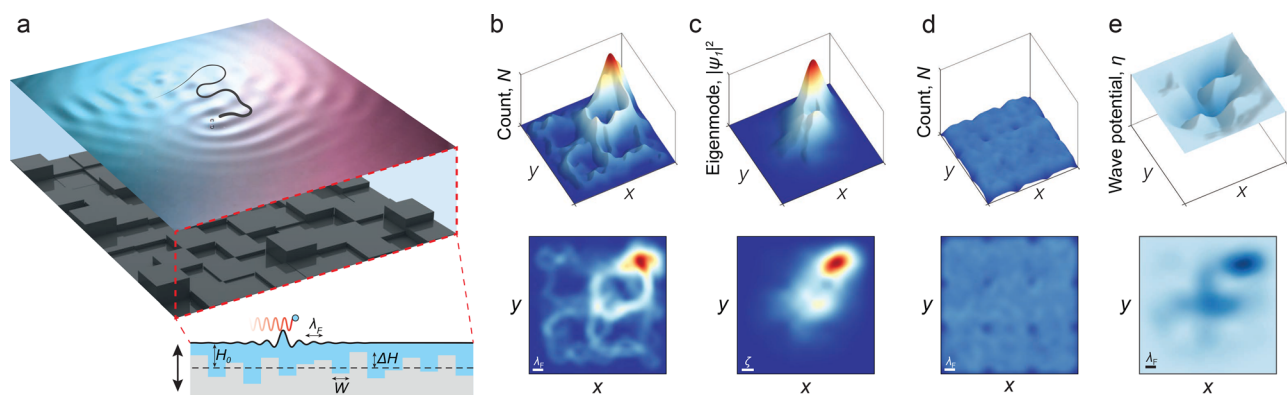 a
λF
H0
ΔH
W
b
Count, N
y
x
y
λF
x
c
Eigenmode, |ψ1|²
y
x
y
ζ
x
d
Count, N
y
x
y
λF
x
e
Wave potential, η
y
x
y
λF
x